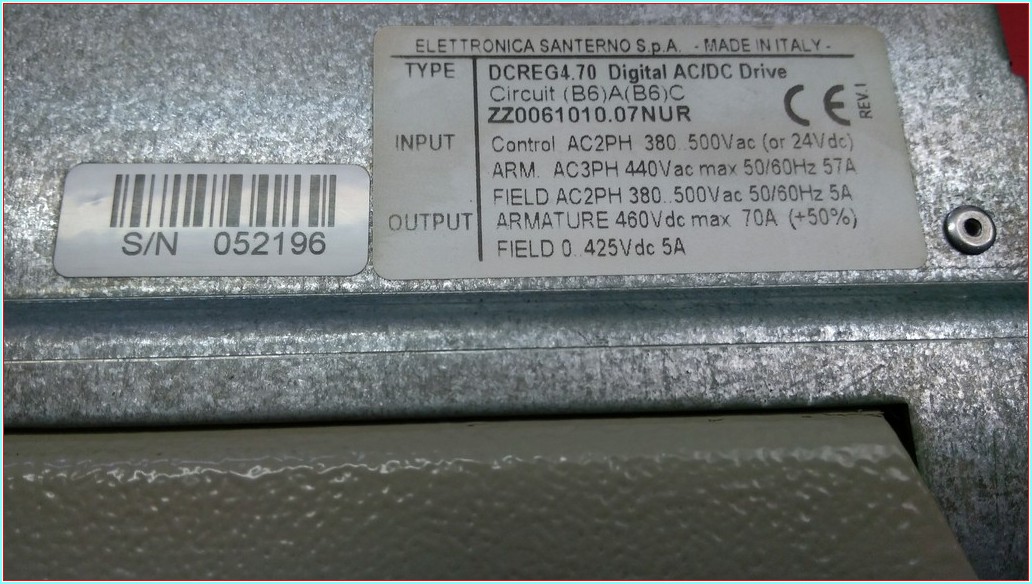 ELETTRONICA SANTERNO S.p.A. - MADE IN ITALY -
TYPE DCREG4.70 Digital AC/DC Drive
Circuit (B6)A(B6)C
ZZ0061010.07NUR
CE REV.I
INPUT Control AC2PH 380..500Vac (or 24Vdc)
ARM. AC3PH 440Vac max 50/60Hz 57A
FIELD AC2PH 380..500Vac 50/60Hz 5A
OUTPUT ARMATURE 460Vdc max 70A (+50%)
FIELD 0..425Vdc 5A
S/N 052196